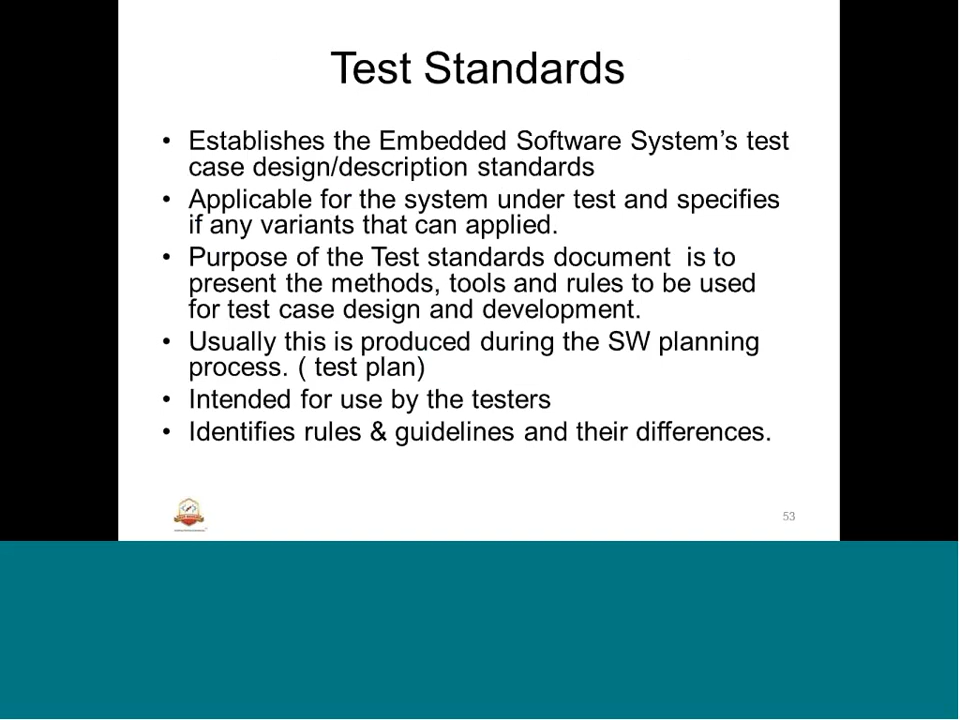 Test Standards
• Establishes the Embedded Software System's test
case design/description standards
• Applicable for the system under test and specifies
if any variants that can applied.
• Purpose of the Test standards document  is to
present the methods, tools and rules to be used
for test case design and development.
• Usually this is produced during the SW planning
process. ( test plan)
• Intended for use by the testers
• Identifies rules & guidelines and their differences.
53